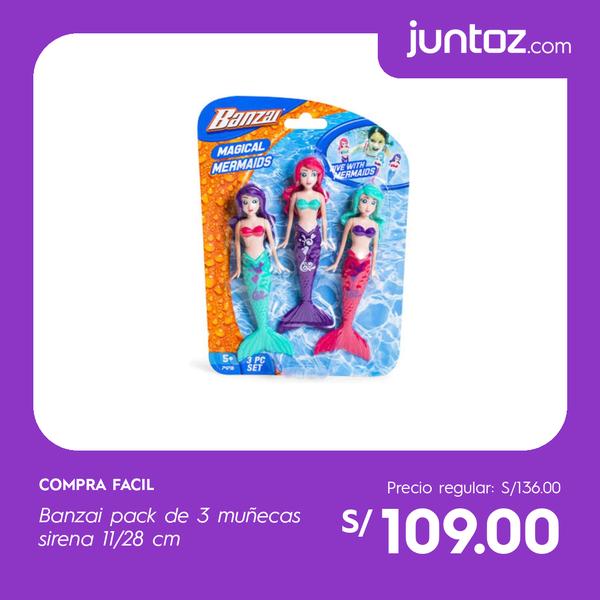 juntoz.com
BANZAI
MAGICAL
MERMAIDS
DIVE WITH
MERMAIDS
5+
3 PC
SET
COMPRA FACIL
Banzai pack de 3 muñecas
sirena 11/28 cm
Precio regular: S/136.00
S/109.00